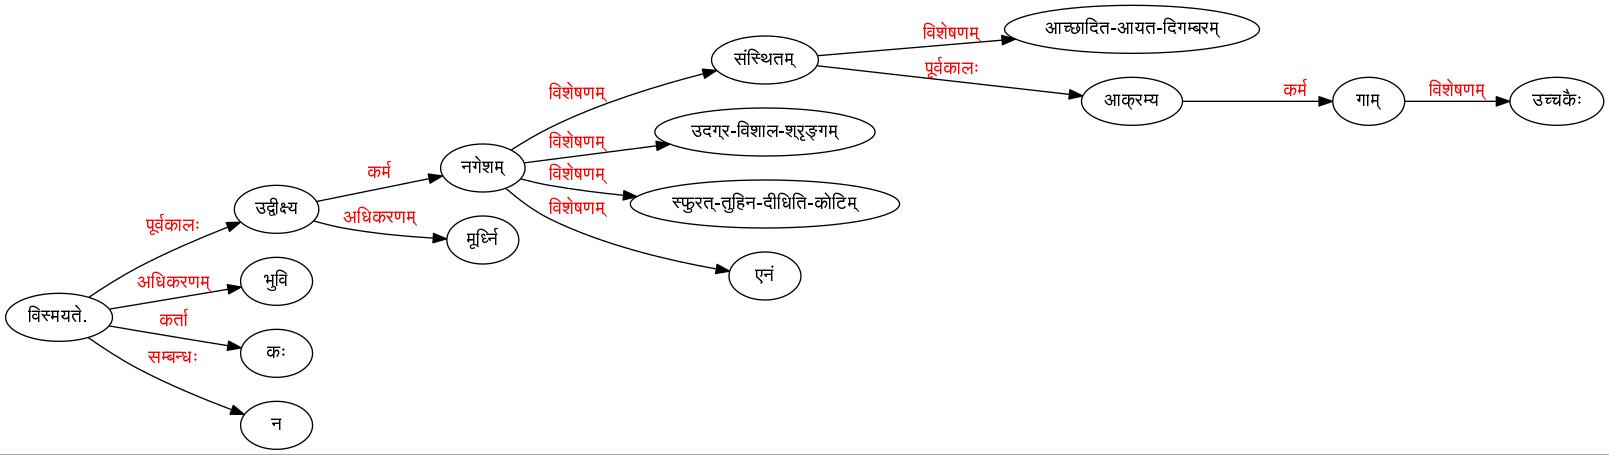 विशेषणम्
आच्छादित-आयत-दिगम्बरम्
संस्थितम्
पूर्वकालः
विशेषणम्
आक्रम्य
कर्म
गाम्
विशेषणम्
उच्चकैः
विशेषणम्
उदग्र-विशाल-श्रृङ्गम्
कर्म
नगेशम्
विशेषणम्
स्फुरत्-तुहिन-दीधिति-कोटिम्
विशेषणम्
उद्वीक्ष्य
अधिकरणम्
पूर्वकालः
मूर्ध्नि
एनं
अधिकरणम्
भुवि
विस्मयते.
कर्ता
कः
सम्बन्धः
न